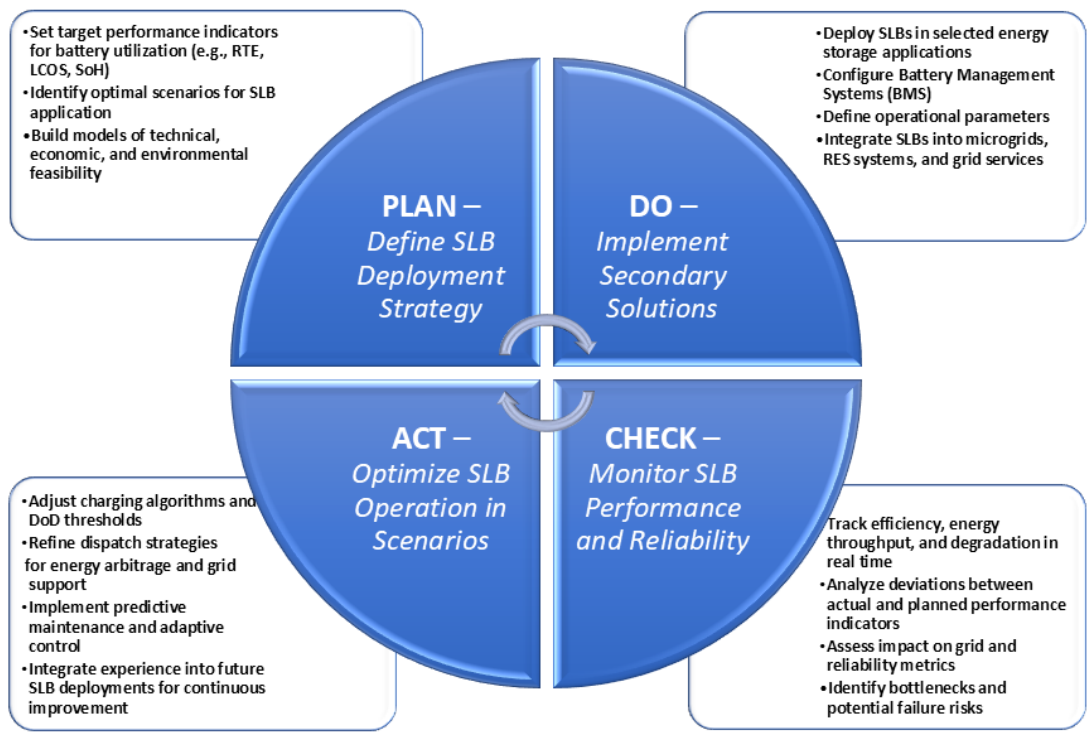 •Set target performance indicators
for battery utilization (e.g., RTE,
LCOS, SoH)
•Identify optimal scenarios for SLB
application
•Build models of technical,
economic, and environmental
feasibility
•Deploy SLBs in selected energy
storage applications
•Configure Battery Management
Systems (BMS)
•Define operational parameters
•Integrate SLBs into microgrids,
RES systems, and grid services
PLAN –
Define SLB
Deployment
Strategy
DO –
Implement
Secondary
Solutions
ACT –
Optimize SLB
Operation in
Scenarios
CHECK –
Monitor SLB
Performance
and Reliability
•Adjust charging algorithms and
DoD thresholds
•Refine dispatch strategies
for energy arbitrage and grid
support
•Implement predictive
maintenance and adaptive
control
•Integrate experience into future
SLB deployments for continuous
improvement
Track efficiency, energy
throughput, and degradation in
real time
•Analyze deviations between
actual and planned performance
indicators
•Assess impact on grid and
reliability metrics
•Identify bottlenecks and
potential failure risks